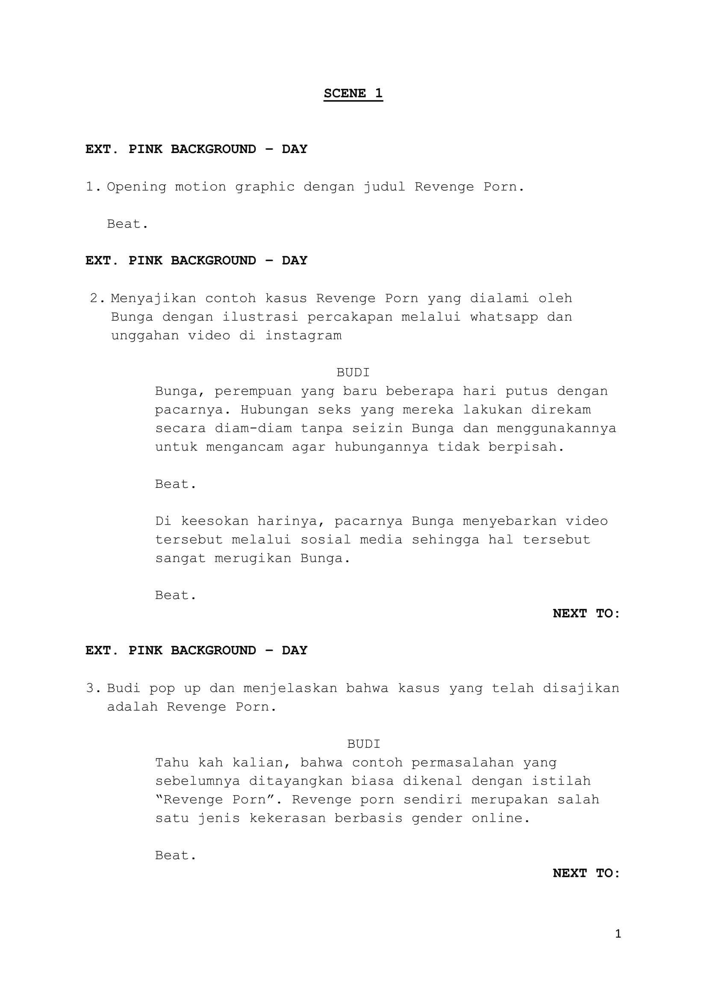 SCENE 1
EXT. PINK BACKGROUND – DAY
1. Opening motion graphic dengan judul Revenge Porn.
Beat.
EXT. PINK BACKGROUND – DAY
2. Menyajikan contoh kasus Revenge Porn yang dialami oleh
Bunga dengan ilustrasi percakapan melalui whatsapp dan
unggahan video di instagram
BUDI
Bunga, perempuan yang baru beberapa hari putus dengan
pacarnya. Hubungan seks yang mereka lakukan direkam
secara diam-diam tanpa seizin Bunga dan menggunakannya
untuk mengancam agar hubungannya tidak berpisah.
Beat.
Di keesokan harinya, pacarnya Bunga menyebarkan video
tersebut melalui sosial media sehingga hal tersebut
sangat merugikan Bunga.
Beat.
NEXT TO:
EXT. PINK BACKGROUND – DAY
3. Budi pop up dan menjelaskan bahwa kasus yang telah disajikan
adalah Revenge Porn.
BUDI
Tahu kah kalian, bahwa contoh permasalahan yang
sebelumnya ditayangkan biasa dikenal dengan istilah
“Revenge Porn”. Revenge porn sendiri merupakan salah
satu jenis kekerasan berbasis gender online.
Beat.
NEXT TO:
1